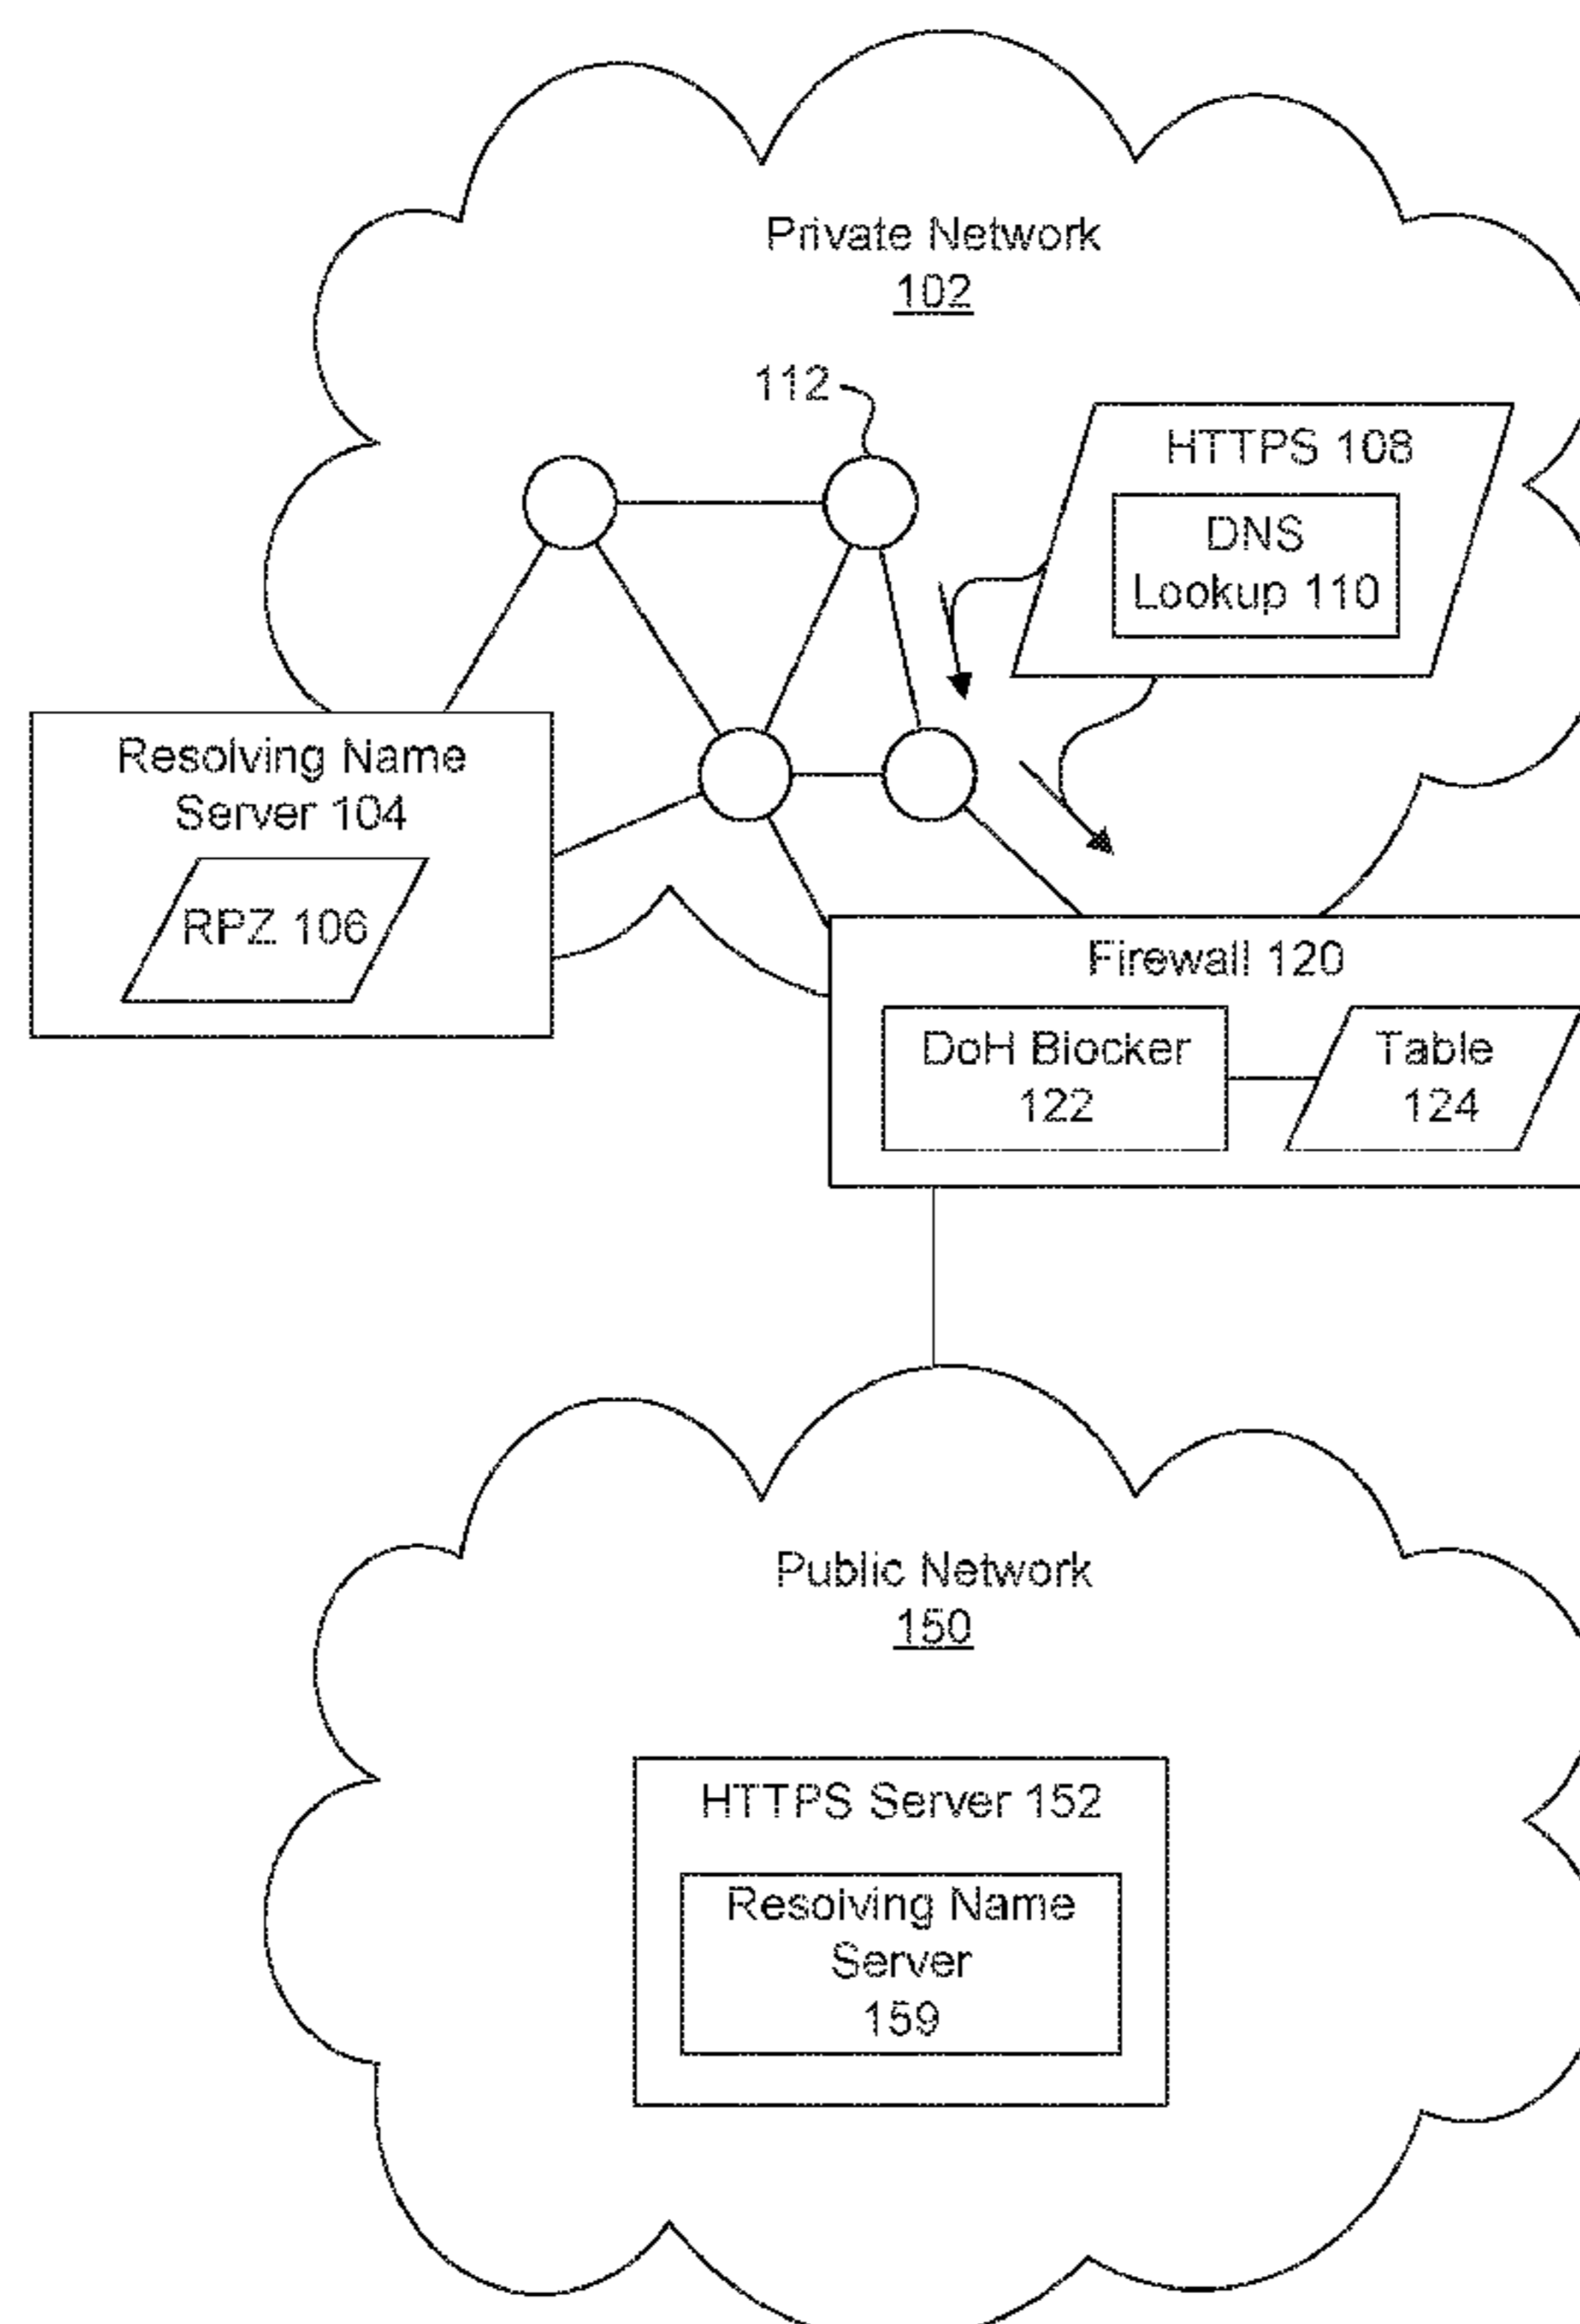 Private Network
102
112
HTTPS 108
DNS
Lookup 110
Resolving Name
Server 104
RPZ 106
Firewall 120
DoH Blocker
122
Table
124
Public Network
150
HTTPS Server 152
Resolving Name
Server
159